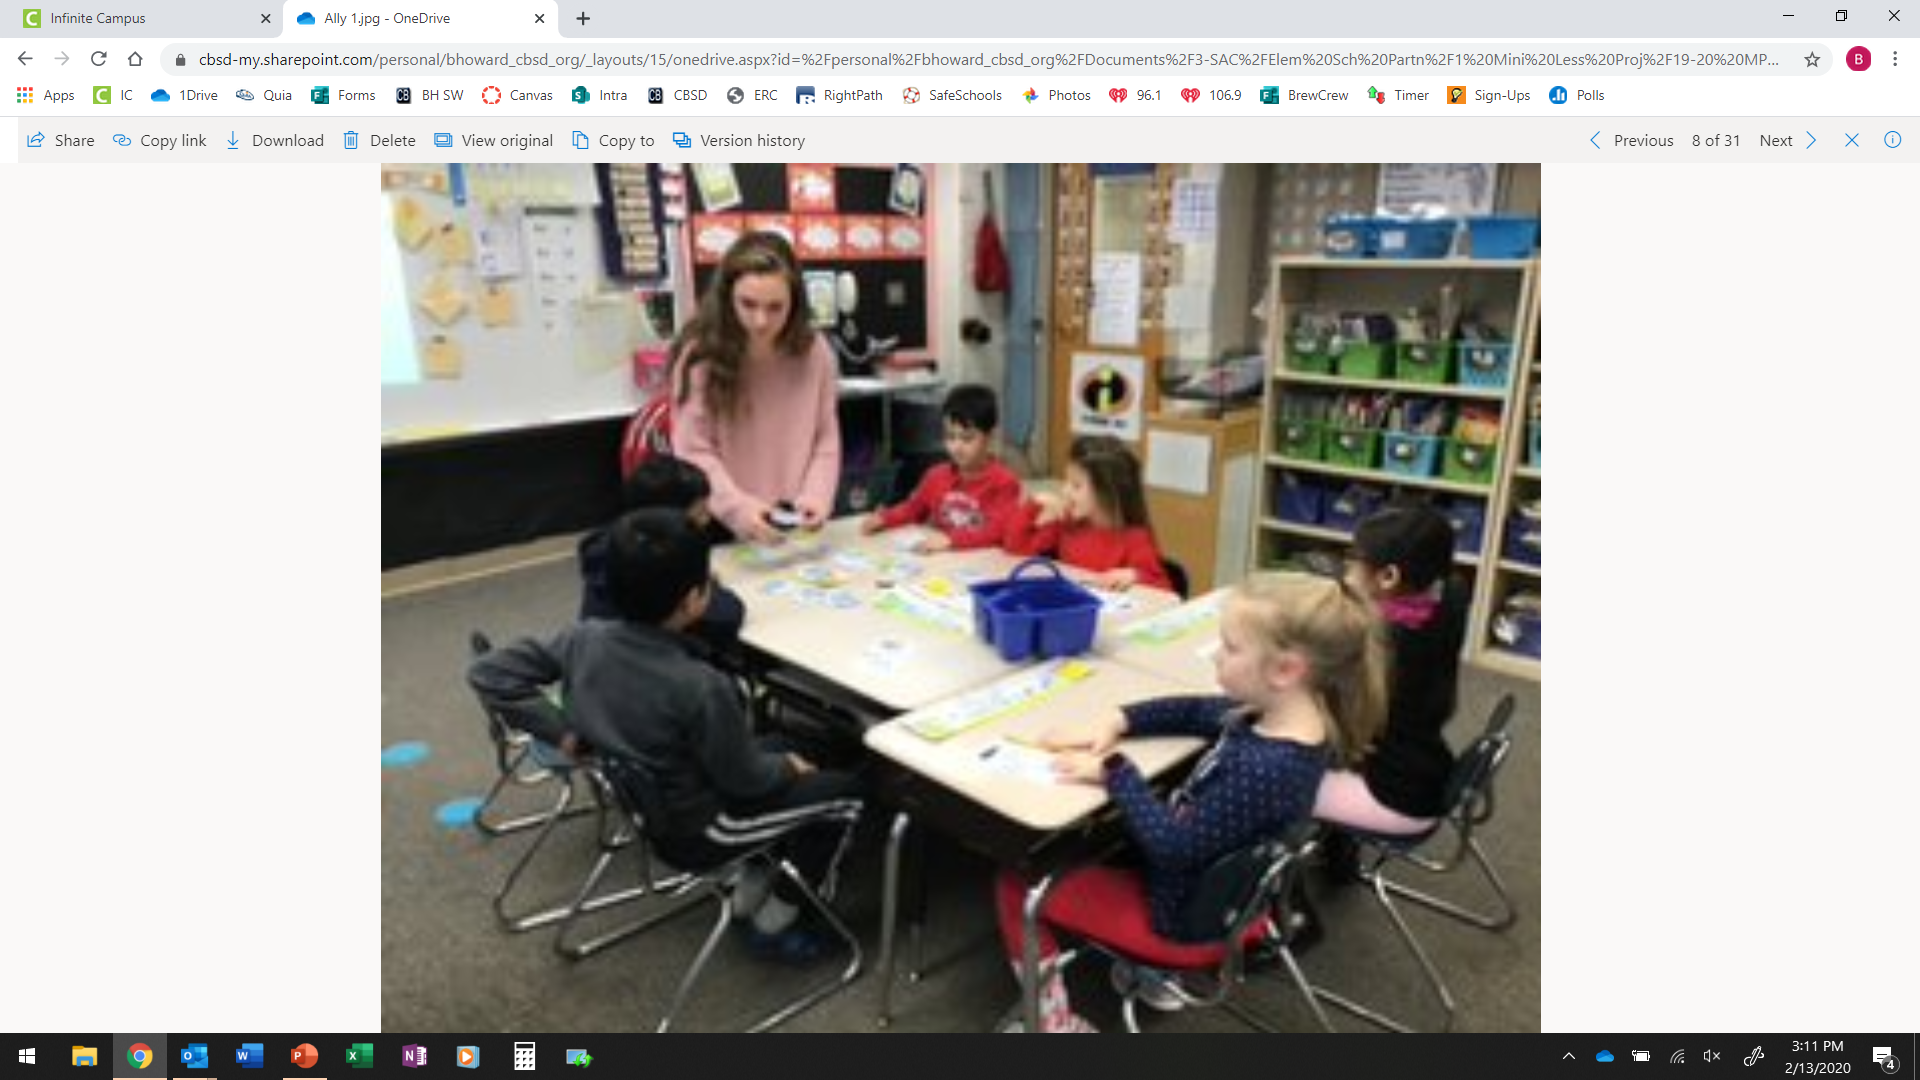 Infinite Campus
Ally 1.jpg - OneDrive
cbsd-my.sharepoint.com/personal/bhoward_cbsd_org/_layouts/15/onedrive.aspx?id=%2Fpersonal%2Fbhoward_cbsd_org%2FDocuments%2F3-SAC%2FElem%20Sch%20Partn%2F1%20Mini%20Less%20Proj%2F19-20%20MP...
B
Apps IC 1Drive Quia Forms BH SW Canvas Intra CBSD ERC RightPath SafeSchools Photos 96.1 106.9 BrewCrew Timer Sign-Ups Polls
Share Copy link Download Delete View original Copy to Version history Previous 8 of 31 Next
3:11 PM
2/13/2020
4